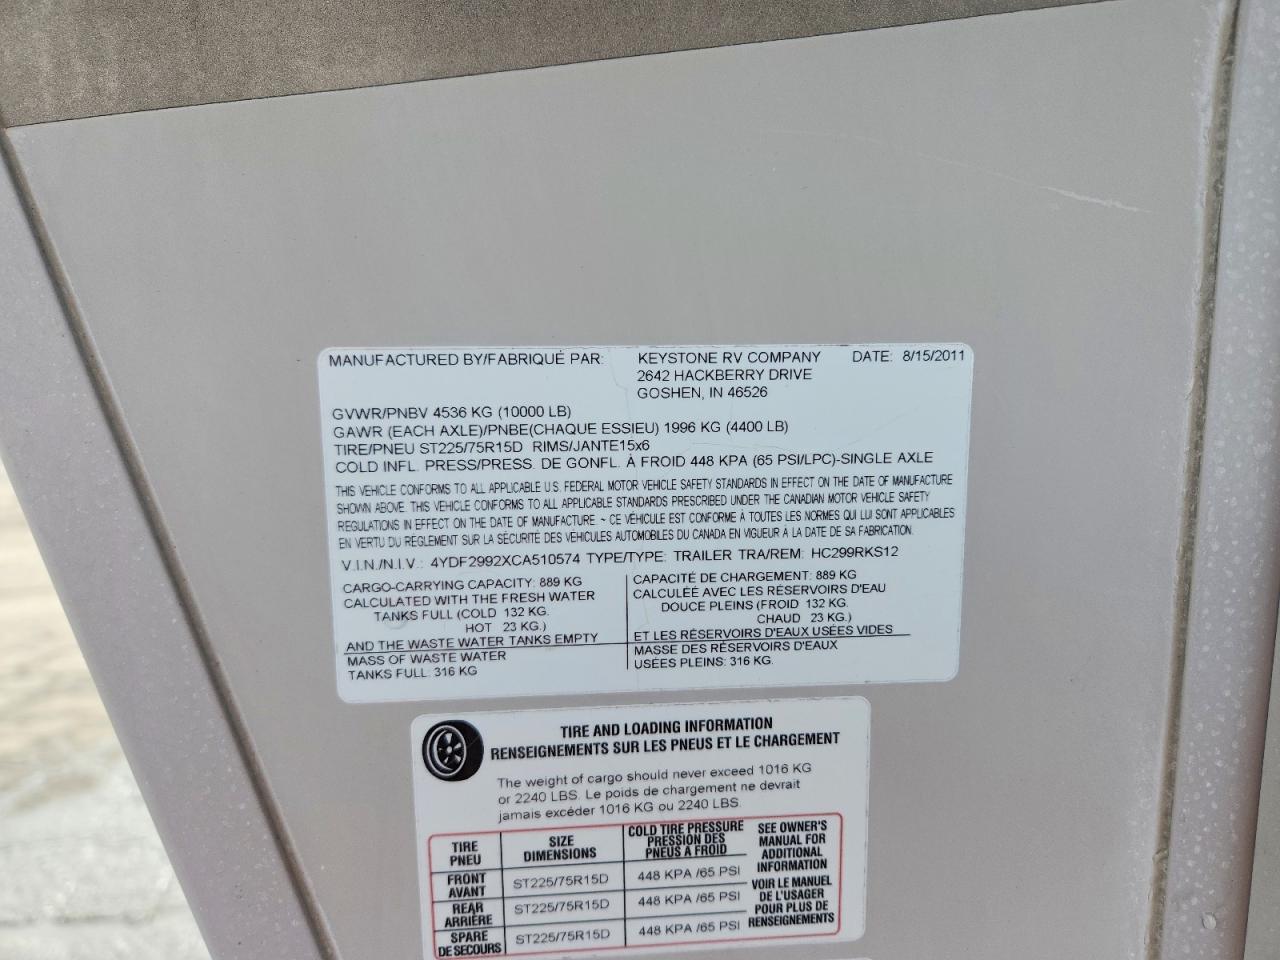 MANUFACTURED BY/FABRIQUÉ PAR: KEYSTONE RV COMPANY DATE: 8/15/2011
2642 HACKBERRY DRIVE
GOSHEN, IN 46526
GVWR/PNBV 4536 KG (10000 LB)
GAWR (EACH AXLE)/PNBE(CHAQUE ESSIEU) 1996 KG (4400 LB)
TIRE/PNEU ST225/75R15D RIMS/JANTE15x6
COLD INFL. PRESS/PRESS. DE GONFL. À FROID 448 KPA (65 PSI/LPC)-SINGLE AXLE
THIS VEHICLE CONFORMS TO ALL APPLICABLE U.S. FEDERAL MOTOR VEHICLE SAFETY STANDARDS IN EFFECT ON THE DATE OF MANUFACTURE
SHOWN ABOVE. THIS VEHICLE CONFORMS TO ALL APPLICABLE STANDARDS PRESCRIBED UNDER THE CANADIAN MOTOR VEHICLE SAFETY
REGULATIONS IN EFFECT ON THE DATE OF MANUFACTURE ~ CE VÉHICULE EST CONFORME À TOUTES LES NORMES QUI LUI SONT APPLICABLES
EN VERTU DU RÈGLEMENT SUR LA SÉCURITÉ DES VÉHICULES AUTOMOBILES DU CANADA EN VIGUEUR À LA DATE DE SA FABRICATION.
V.I.N./N.I.V.: 4YDF2992XCA510574 TYPE/TYPE: TRAILER TRA/REM: HC299RKS12
CARGO-CARRYING CAPACITY: 889 KG
CALCULATED WITH THE FRESH WATER
TANKS FULL (COLD 132 KG.
HOT 23 KG.)
AND THE WASTE WATER TANKS EMPTY
MASS OF WASTE WATER
TANKS FULL: 316 KG
CAPACITÉ DE CHARGEMENT: 889 KG
CALCULÉE AVEC LES RÉSERVOIRS D'EAU
DOUCE PLEINS (FROID 132 KG.
CHAUD 23 KG.)
ET LES RÉSERVOIRS D'EAUX USÉES VIDES
MASSE DES RÉSERVOIRS D'EAUX
USÉES PLEINS: 316 KG.
TIRE AND LOADING INFORMATION
RENSEIGNEMENTS SUR LES PNEUS ET LE CHARGEMENT
The weight of cargo should never exceed 1016 KG
or 2240 LBS. Le poids de chargement ne devrait
jamais excéder 1016 KG ou 2240 LBS.
TIRE
PNEU
SIZE
DIMENSIONS
COLD TIRE PRESSURE
PRESSION DES
PNEUS A FROID
FRONT
AVANT
ST225/75R15D
448 KPA /65 PSI
REAR
ARRIÈRE
ST225/75R15D
448 KPA /65 PSI
SPARE
DE SECOURS
ST225/75R15D
448 KPA /65 PSI
SEE OWNER'S
MANUAL FOR
ADDITIONAL
INFORMATION
VOIR LE MANUEL
DE L'USAGER
POUR PLUS DE
RENSEIGNEMENTS